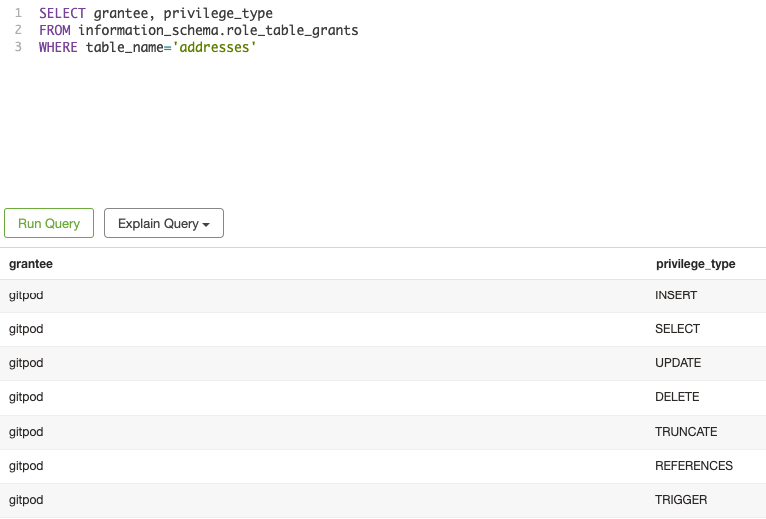 1 SELECT grantee, privilege_type
2 FROM information_schema.role_table_grants
3 WHERE table_name='addresses'
Run Query Explain Query
grantee privilege_type
gitpod INSERT
gitpod SELECT
gitpod UPDATE
gitpod DELETE
gitpod TRUNCATE
gitpod REFERENCES
gitpod TRIGGER